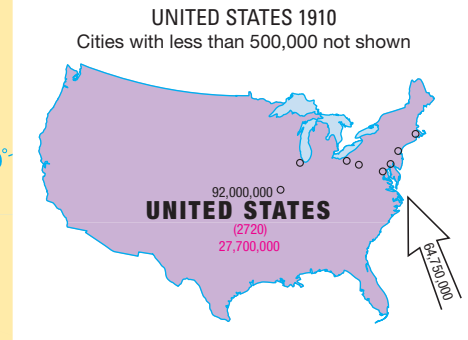 UNITED STATES 1910
Cities with less than 500,000 not shown
92,000,000
UNITED STATES
(2720)
27,700,000
64,750,000